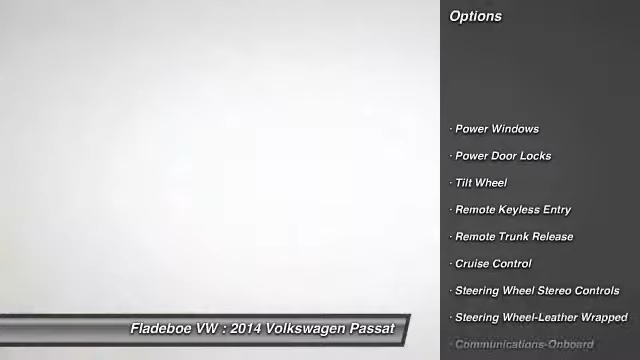 Options
· Power Windows
· Power Door Locks
· Tilt Wheel
· Remote Keyless Entry
· Remote Trunk Release
· Cruise Control
· Steering Wheel Stereo Controls
· Steering Wheel-Leather Wrapped
· Communications-Onboard
Fladeboe VW : 2014 Volkswagen Passat